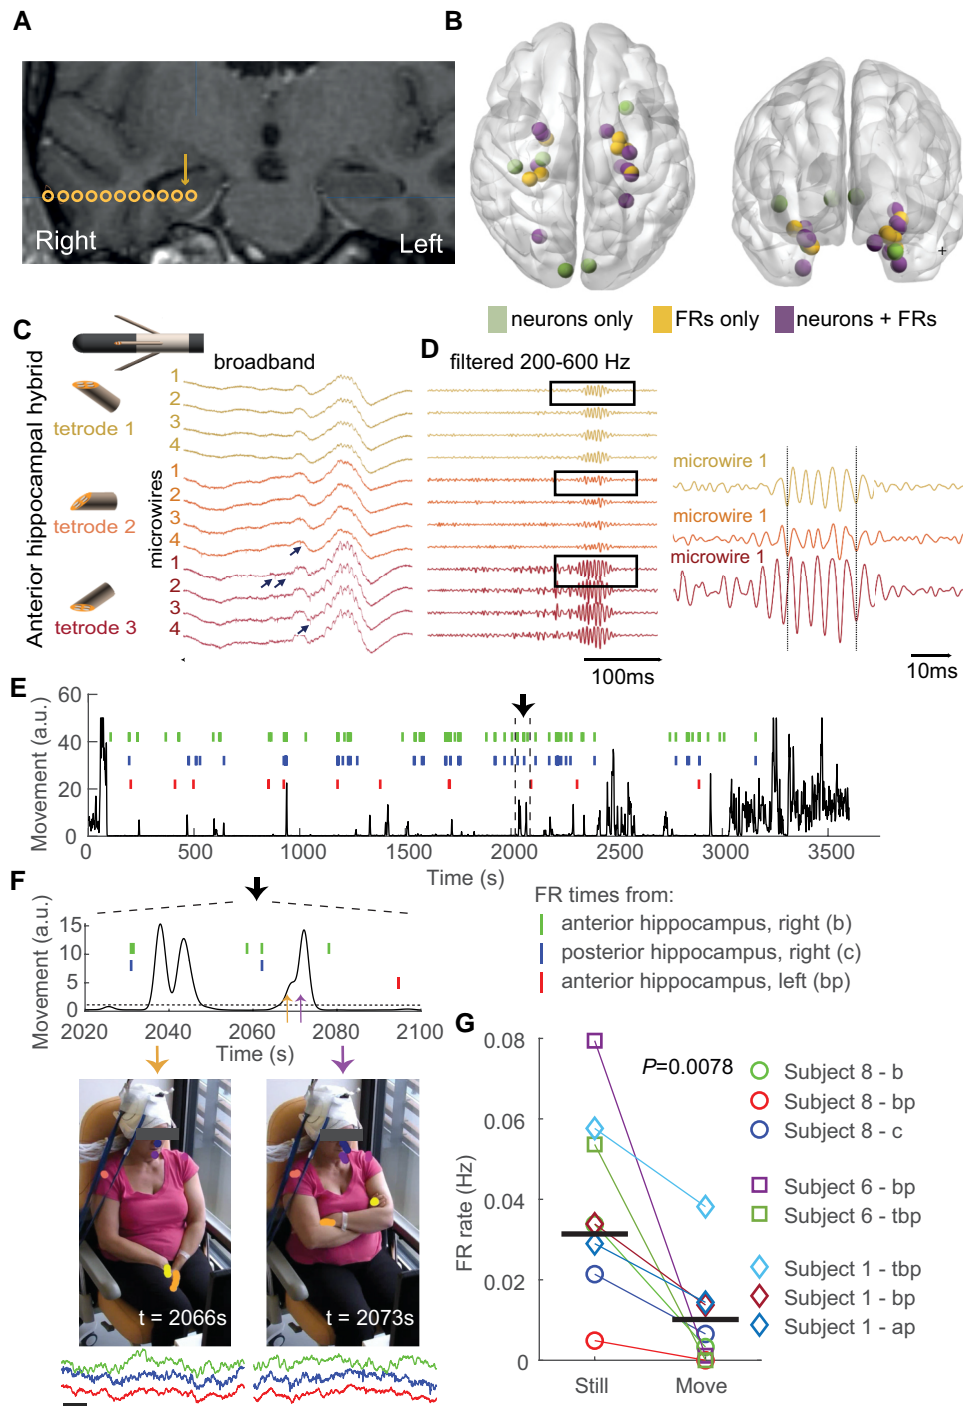 A
B
Right
Left
+
neurons only
FRs only
neurons + FRs
C
D
broadband
filtered 200-600 Hz
Anterior hippocampal hybrid
tetrode 1
tetrode 2
tetrode 3
microwires
1
2
3
4
1
2
3
4
1
2
3
4
microwire 1
microwire 1
microwire 1
100ms
10ms
E
Movement (a.u.)
60
40
20
0
0
500
1000
1500
2000
2500
3000
3500
Time (s)
F
Movement (a.u.)
15
10
5
0
2020
2040
2060
2080
2100
Time (s)
FR times from:
anterior hippocampus, right (b)
posterior hippocampus, right (c)
anterior hippocampus, left (bp)
t = 2066s
t = 2073s
G
FR rate (Hz)
0.08
0.06
0.04
0.02
0
Still
Move
P=0.0078
Subject 8 - b
Subject 8 - bp
Subject 8 - c
Subject 6 - bp
Subject 6 - tbp
Subject 1 - tbp
Subject 1 - bp
Subject 1 - ap